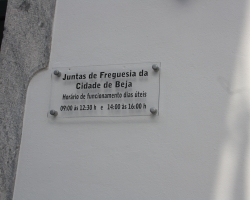 Juntas de Freguesia da
Cidade de Beja
Horário de funcionamento dias úteis
09:00 às 12:30 h e 14:00 às 16:00 h